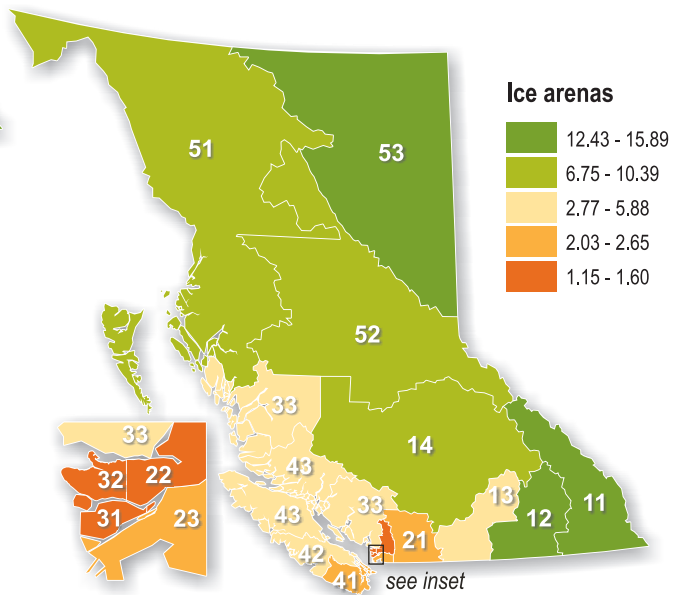 Ice arenas
12.43 - 15.89
6.75 - 10.39
2.77 - 5.88
2.03 - 2.65
1.15 - 1.60
51
53
52
33
14
43
33
13
43
12
11
42
21
41
see inset
33
32
22
31
23